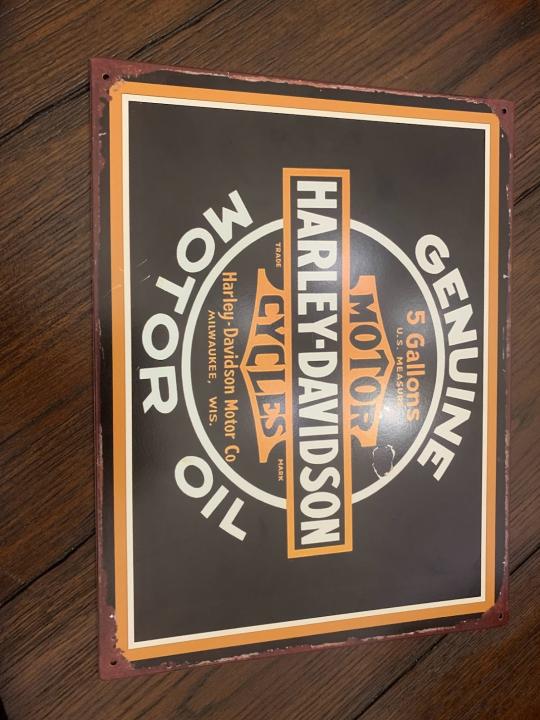 GENUINE
5 Gallons
U.S. MEASURE
MOTOR
HARLEY-DAVIDSON
TRADE
CYCLES
MARK
Harley-Davidson Motor Co
MILWAUKEE, WIS.
MOTOR OIL